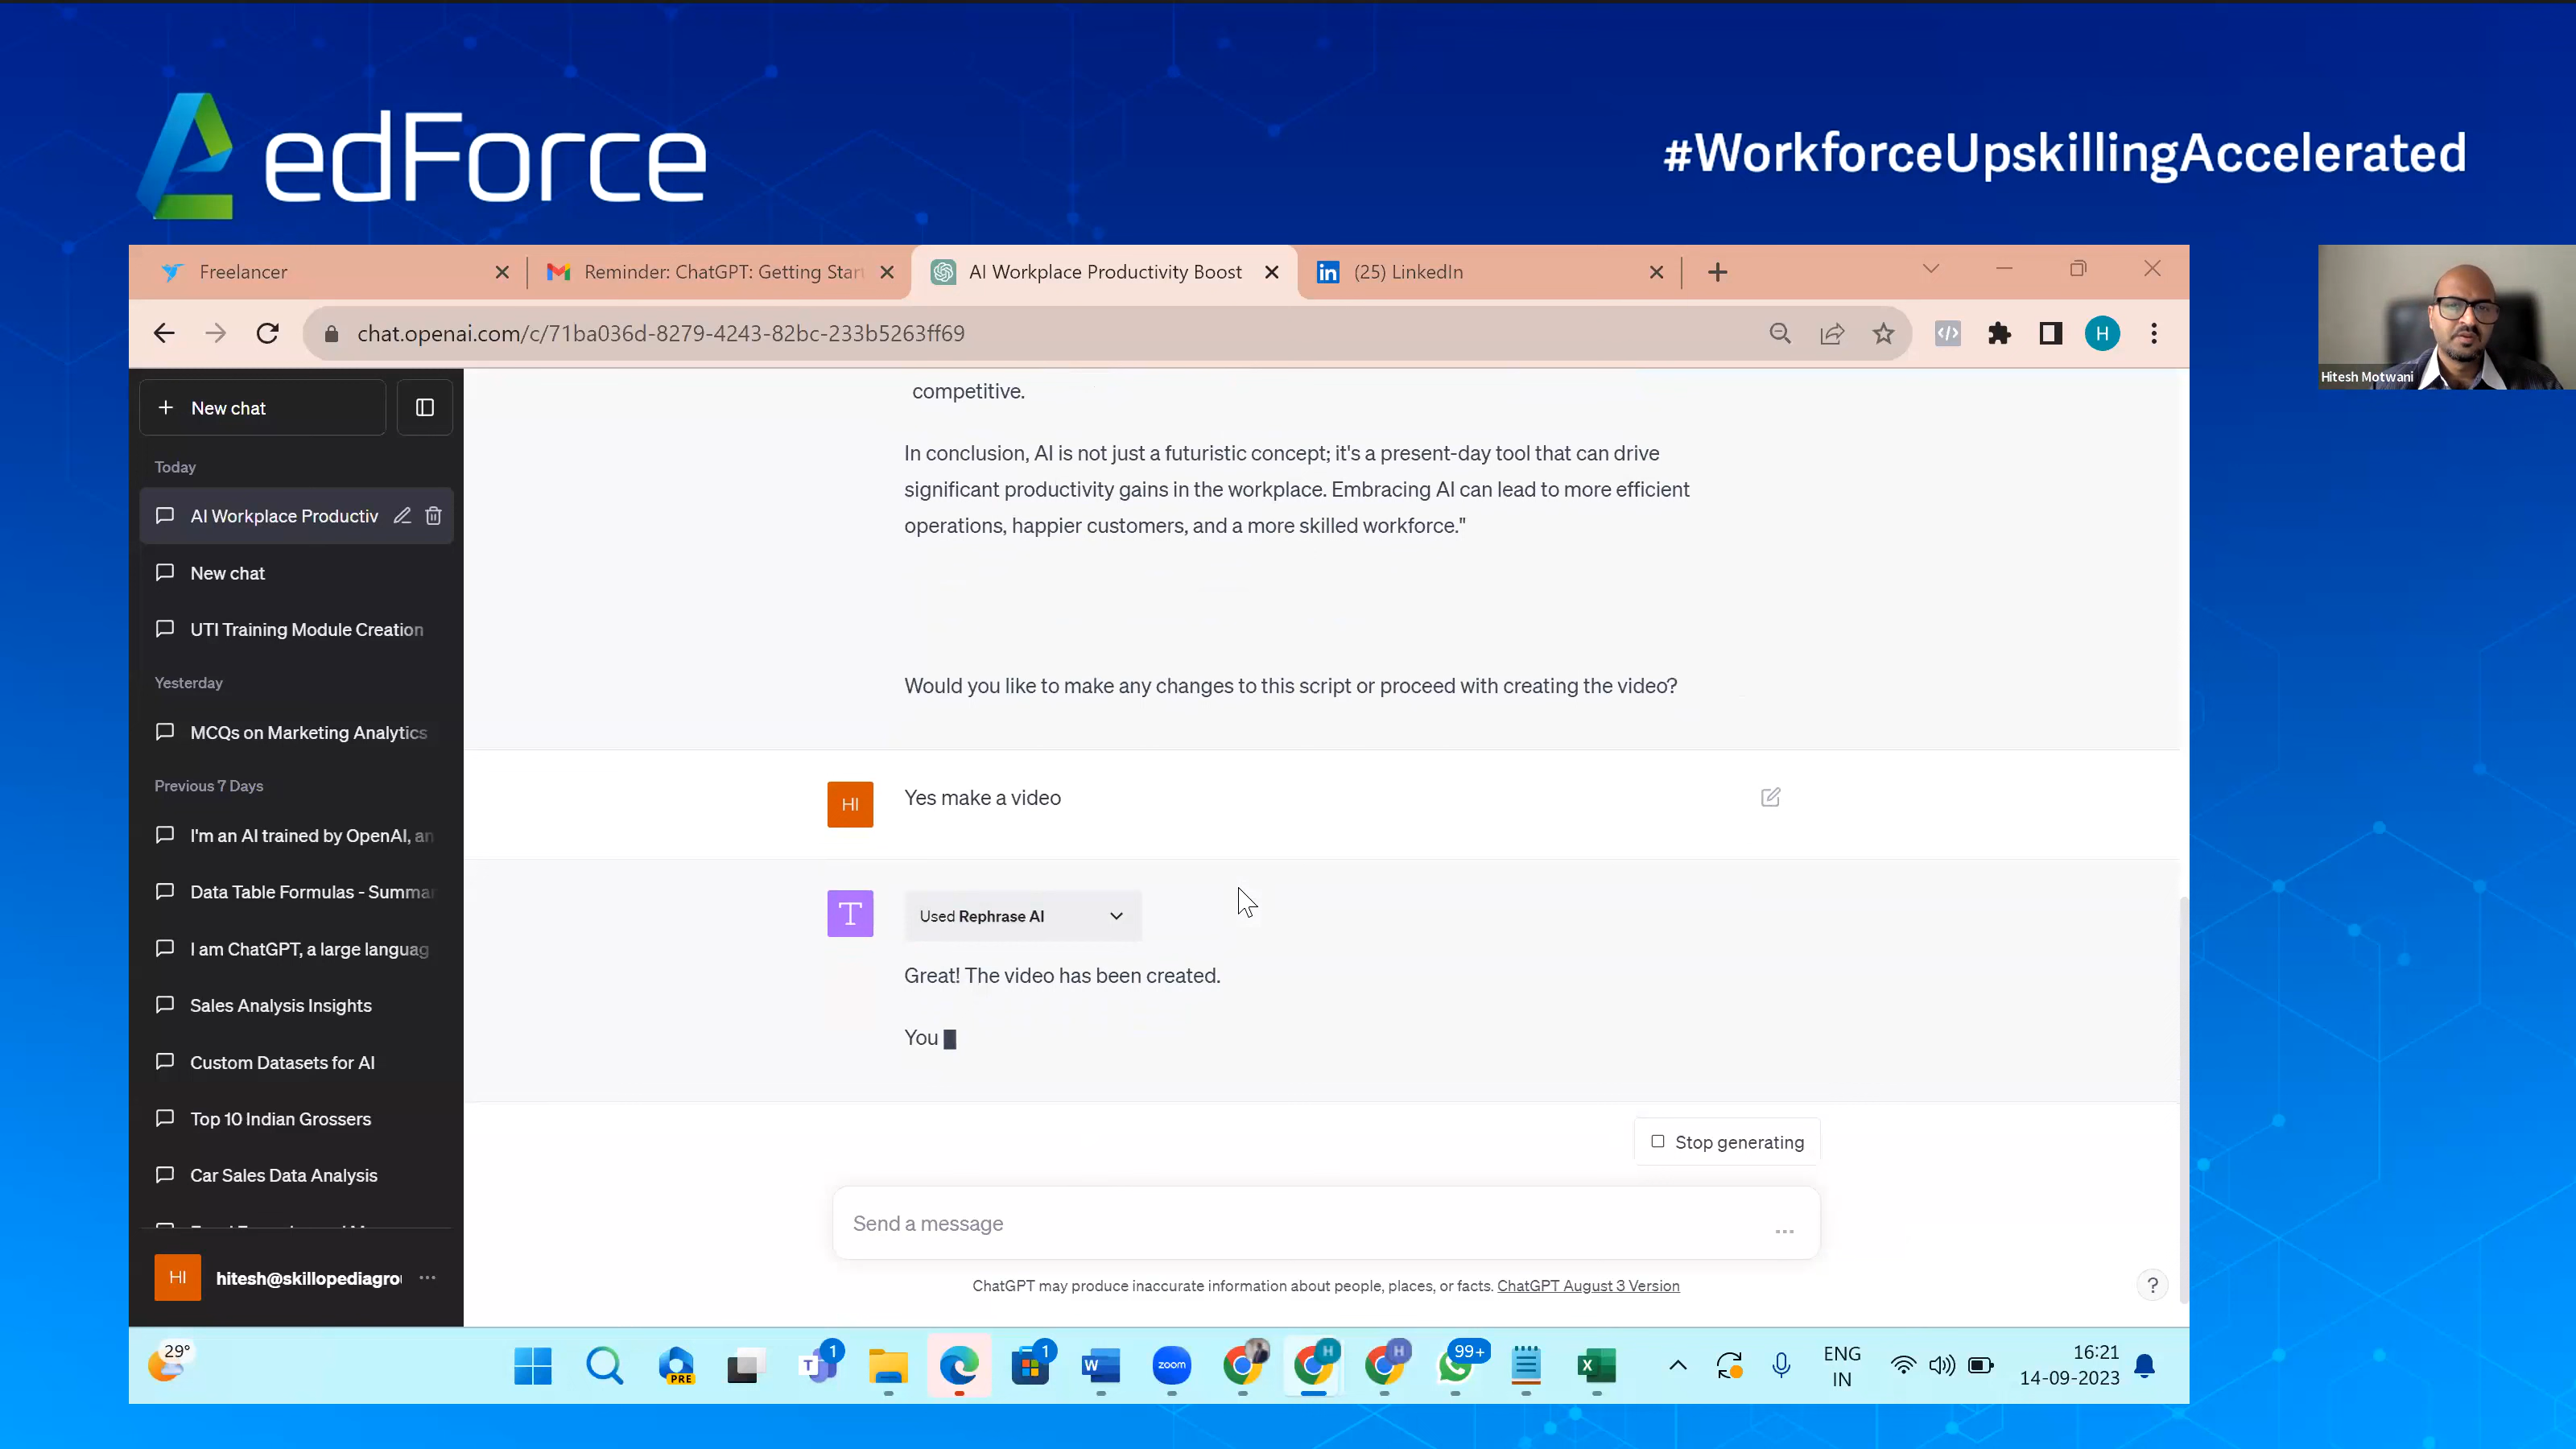 edForce
#WorkforceUpskillingAccelerated
Freelancer
Reminder: ChatGPT: Getting Star
AI Workplace Productivity Boost
(25) LinkedIn
chat.openai.com/c/71ba036d-8279-4243-82bc-233b5263ff69
H
Hitesh Motwani
New chat
Today
AI Workplace Productiv
New chat
UTI Training Module Creation
Yesterday
MCQs on Marketing Analytics
Previous 7 Days
I'm an AI trained by OpenAI, an
Data Table Formulas - Summar
I am ChatGPT, a large languag
Sales Analysis Insights
Custom Datasets for AI
Top 10 Indian Grossers
Car Sales Data Analysis
HI
hitesh@skillopediagro
competitive.
In conclusion, AI is not just a futuristic concept; it's a present-day tool that can drive
significant productivity gains in the workplace. Embracing AI can lead to more efficient
operations, happier customers, and a more skilled workforce."
Would you like to make any changes to this script or proceed with creating the video?
HI
Yes make a video
T
Used Rephrase AI
Great! The video has been created.
You
Stop generating
Send a message
ChatGPT may produce inaccurate information about people, places, or facts. ChatGPT August 3 Version
?
29°
PRE
T
1
1
W
zoom
H
H
99+
X
ENG
IN
16:21
14-09-2023